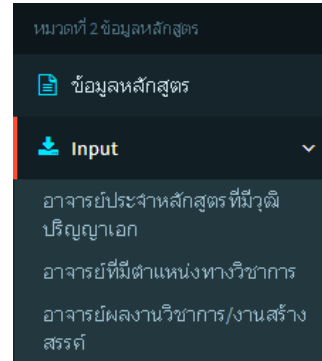 หมวดที่ 2 ข้อมูลหลักสูตร
ข้อมูลหลักสูตร
Input
อาจารย์ประจำหลักสูตรที่มีวุฒิ
ปริญญาเอก
อาจารย์ที่มีตำแหน่งทางวิชาการ
อาจารย์ผลงานวิชาการ/งานสร้าง
สรรค์